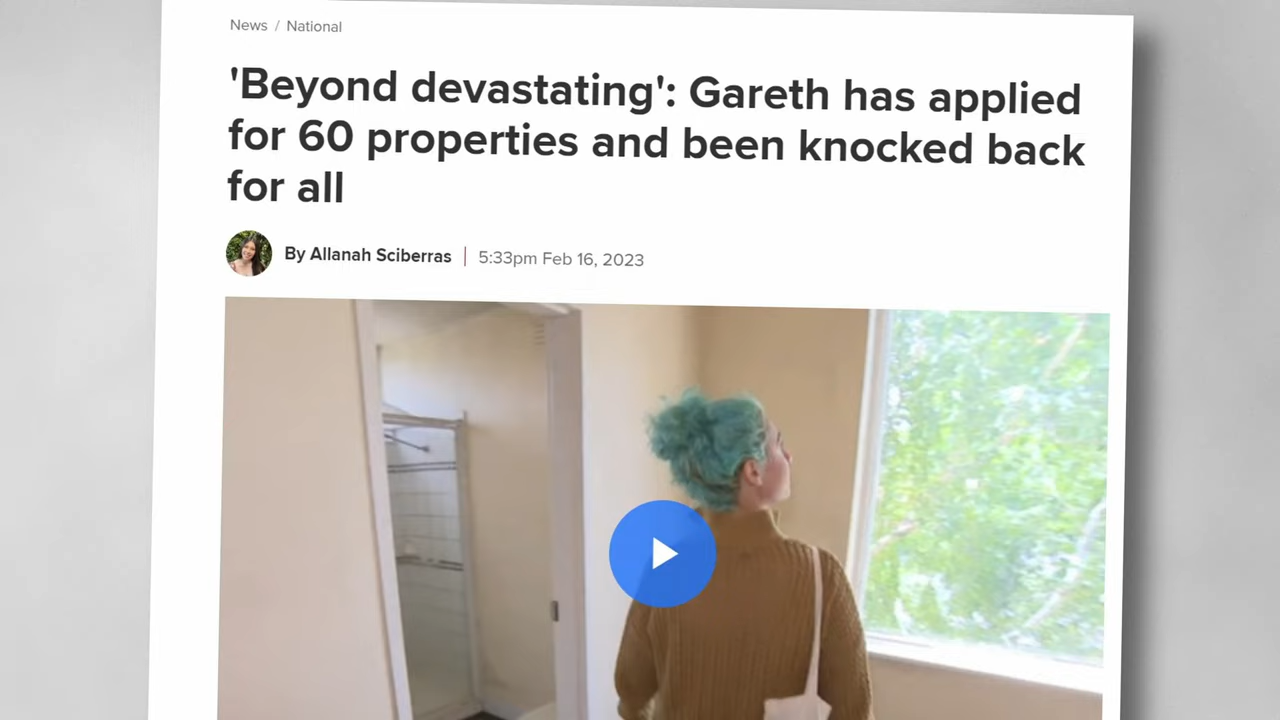 News / National
'Beyond devastating': Gareth has applied
for 60 properties and been knocked back
for all
By Allanah Sciberras | 5:33pm Feb 16, 2023